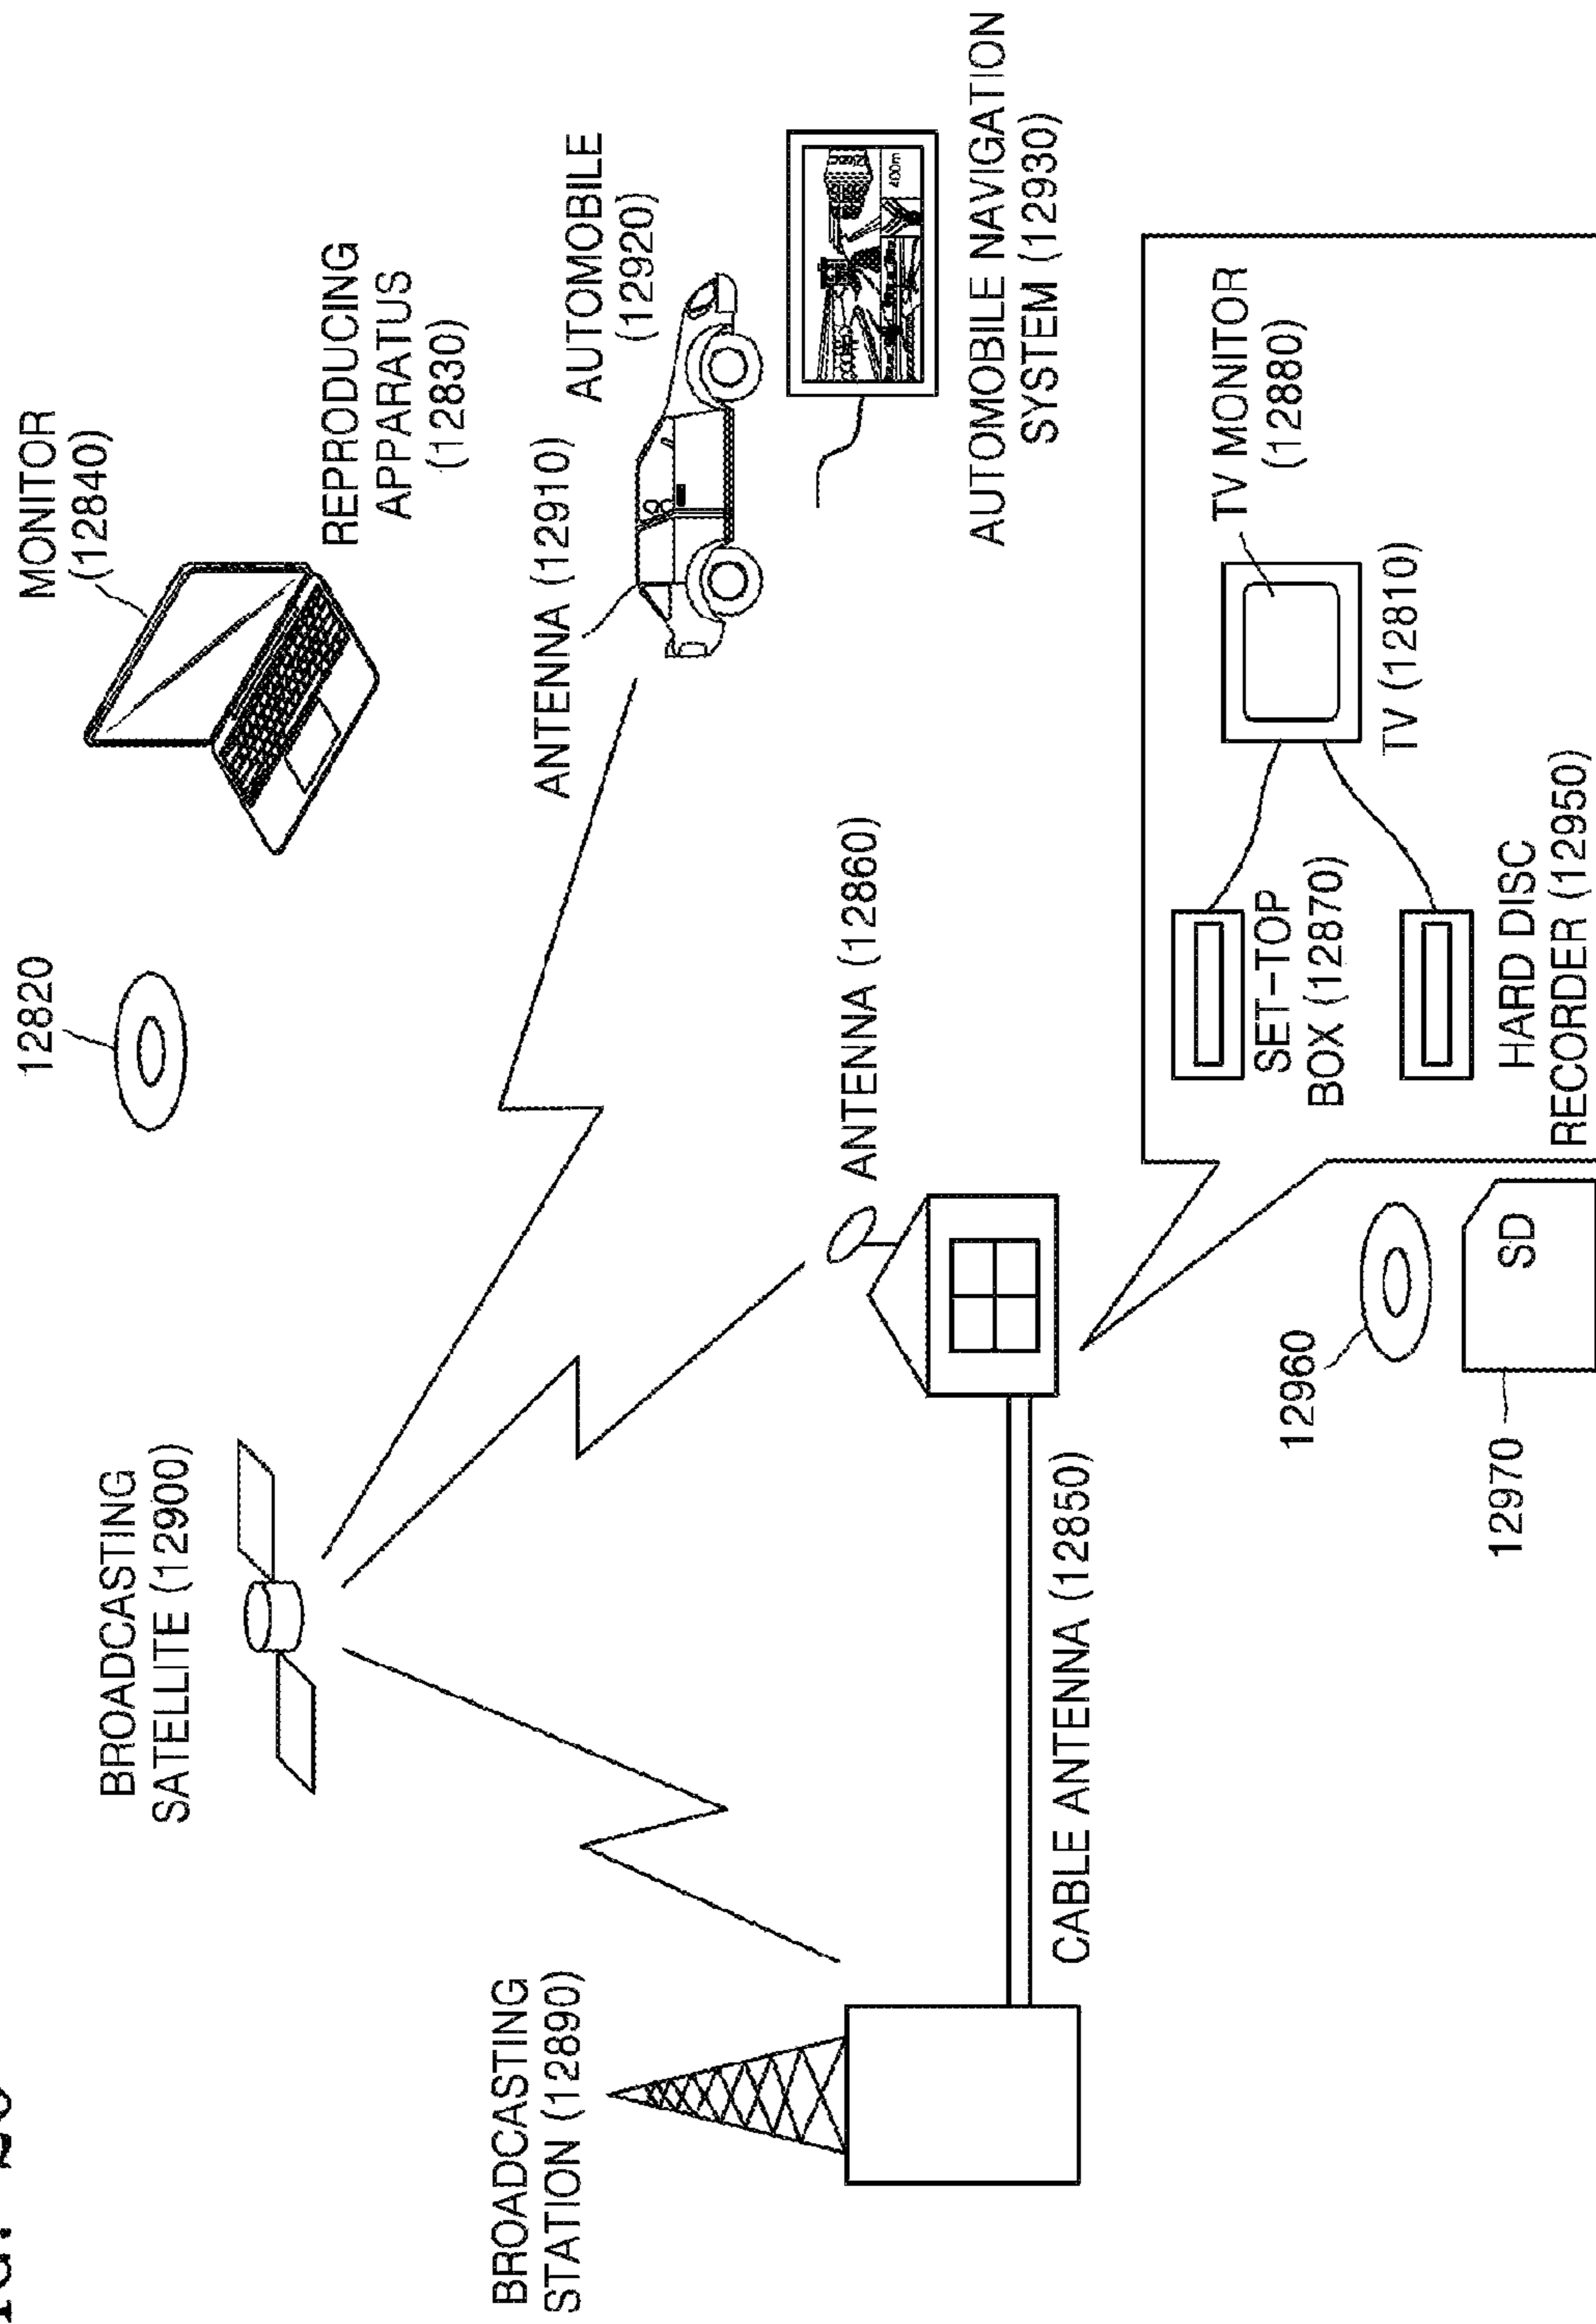 BROADCASTING
SATELLITE (12900)
12820
MONITOR
(12840)
REPRODUCING
APPARATUS
(12830)
BROADCASTING
STATION (12890)
ANTENNA (12910)
AUTOMOBILE
(12920)
ANTENNA (12860)
400m
AUTOMOBILE NAVIGATION
SYSTEM (12930)
CABLE ANTENNA (12850)
TV MONITOR
(12880)
SET-TOP
BOX (12870)
TV (12810)
12960
HARD DISC
RECORDER (12950)
12970
SD